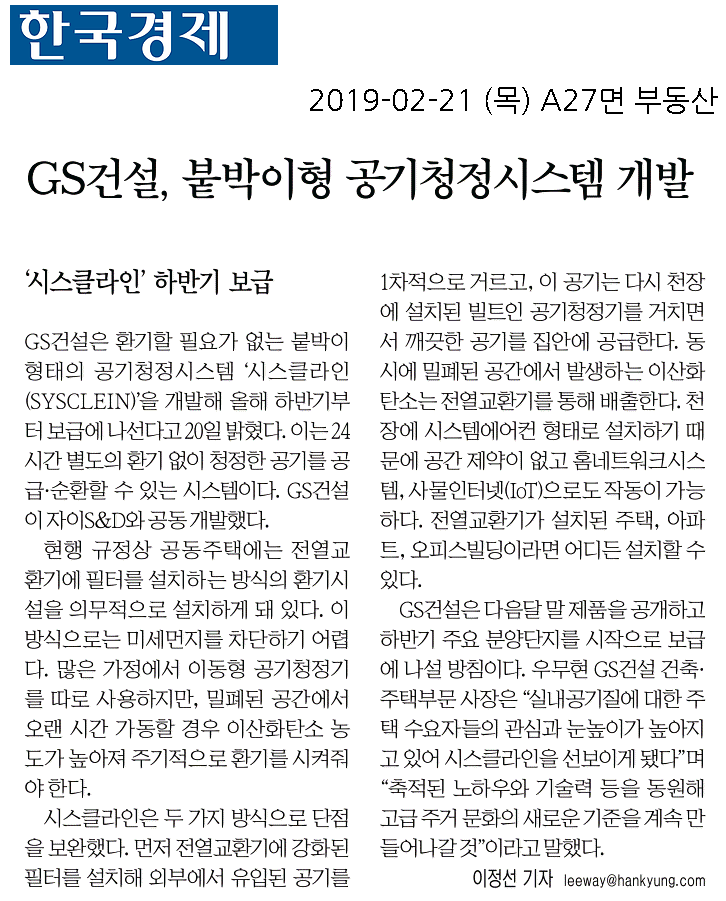 한국경제
2019-02-21 (목) A27면 부동산
GS건설, 붙박이형 공기청정시스템 개발
‘시스클라인’ 하반기 보급
GS건설은 환기할 필요가 없는 붙박이
형태의 공기청정시스템 ‘시스클라인
(SYSCLEIN)’을 개발해 올해 하반기부
터 보급에 나선다고 20일 밝혔다. 이는 24
시간 별도의 환기 없이 청정한 공기를 공
급·순환할 수 있는 시스템이다. GS건설
이 자이S&D와 공동 개발했다.
현행 규정상 공동주택에는 전열교
환기에 필터를 설치하는 방식의 환기시
설을 의무적으로 설치하게 돼 있다. 이
방식으로는 미세먼지를 차단하기 어렵
다. 많은 가정에서 이동형 공기청정기
를 따로 사용하지만, 밀폐된 공간에서
오랜 시간 가동할 경우 이산화탄소 농
도가 높아져 주기적으로 환기를 시켜줘
야 한다.
시스클라인은 두 가지 방식으로 단점
을 보완했다. 먼저 전열교환기에 강화된
필터를 설치해 외부에서 유입된 공기를
1차적으로 거르고, 이 공기는 다시 천장
에 설치된 빌트인 공기청정기를 거치면
서 깨끗한 공기를 집안에 공급한다. 동
시에 밀폐된 공간에서 발생하는 이산화
탄소는 전열교환기를 통해 배출한다. 천
장에 시스템에어컨 형태로 설치하기 때
문에 공간 제약이 없고 홈네트워크시스
템, 사물인터넷(IoT)으로도 작동이 가능
하다. 전열교환기가 설치된 주택, 아파
트, 오피스빌딩이라면 어디든 설치할 수
있다.
GS건설은 다음달 말 제품을 공개하고
하반기 주요 분양단지를 시작으로 보급
에 나설 방침이다. 우무현 GS건설 건축·
주택부문 사장은 “실내공기질에 대한 주
택 수요자들의 관심과 눈높이가 높아지
고 있어 시스클라인을 선보이게 됐다”며
“축적된 노하우와 기술력 등을 동원해
고급 주거 문화의 새로운 기준을 계속 만
들어나갈 것”이라고 말했다.
이정선 기자 leeway@hankyung.com